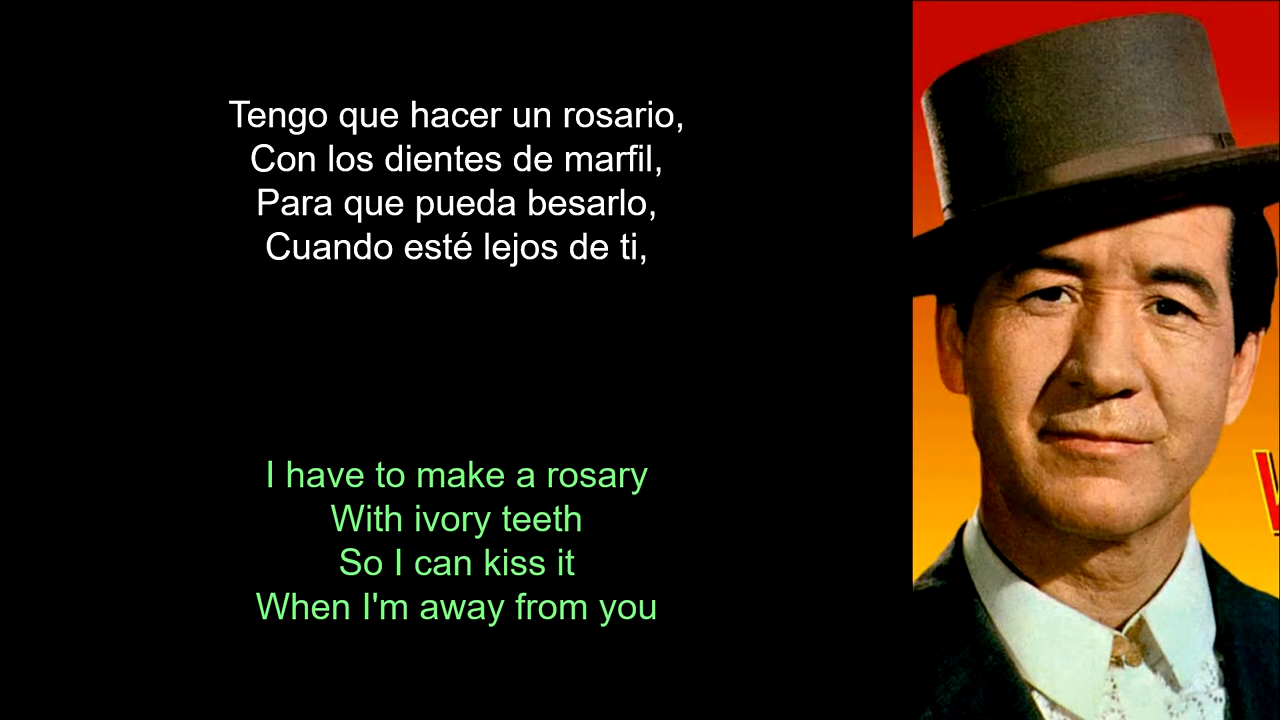 Tengo que hacer un rosario,
Con los dientes de marfil,
Para que pueda besarlo,
Cuando esté lejos de ti,
I have to make a rosary
With ivory teeth
So I can kiss it
When I'm away from you